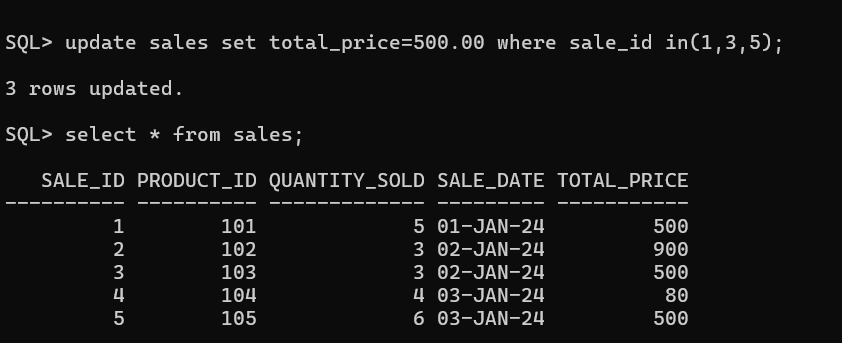 SQL> update sales set total_price=500.00 where sale_id in(1,3,5);
3 rows updated.
SQL> select * from sales;
   SALE_ID PRODUCT_ID QUANTITY_SOLD SALE_DATE TOTAL_PRICE
---------- ---------- ------------- --------- -----------
         1        101             5 01-JAN-24         500
         2        102             3 02-JAN-24         900
         3        103             3 02-JAN-24         500
         4        104             4 03-JAN-24          80
         5        105             6 03-JAN-24         500